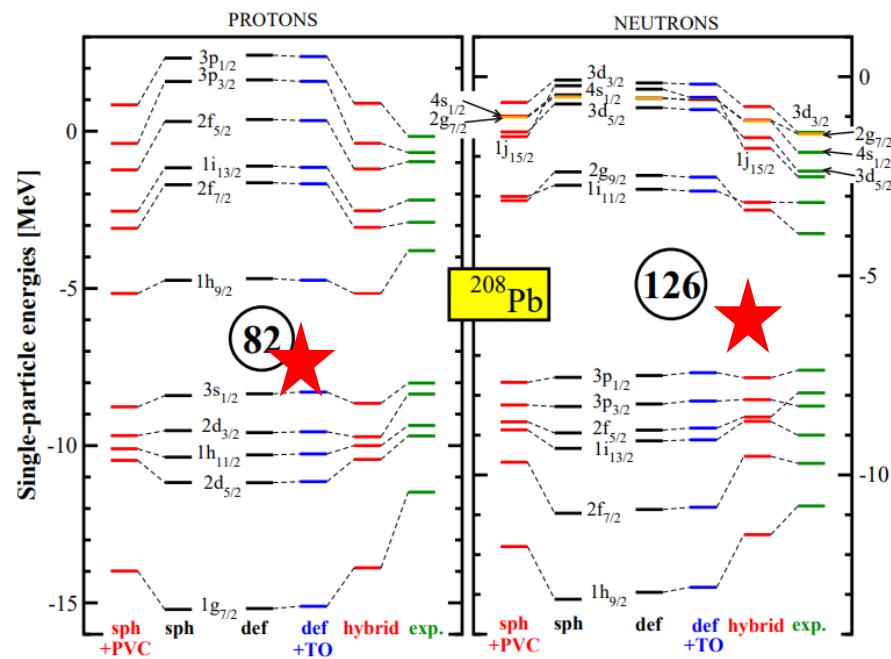 PROTONS
NEUTRONS
Single-particle energies [MeV]
0
-5
-10
-15
3p1/2
3p3/2
2f5/2
1i13/2
2f7/2
1h9/2
82
3s1/2
2d3/2
1h11/2
2d5/2
1g7/2
sph
+PVC
sph
def
def
+TO
hybrid
exp.
208Pb
4s1/2
2g7/2
1j15/2
3d3/2
4s1/2
3d5/2
2g9/2
1i11/2
126
1j15/2
3d3/2
2g7/2
4s1/2
3d5/2
3p1/2
3p3/2
2f5/2
1i13/2
2f7/2
1h9/2
0
-5
-10
sph
+PVC
sph
def
def
+TO
hybrid
exp.